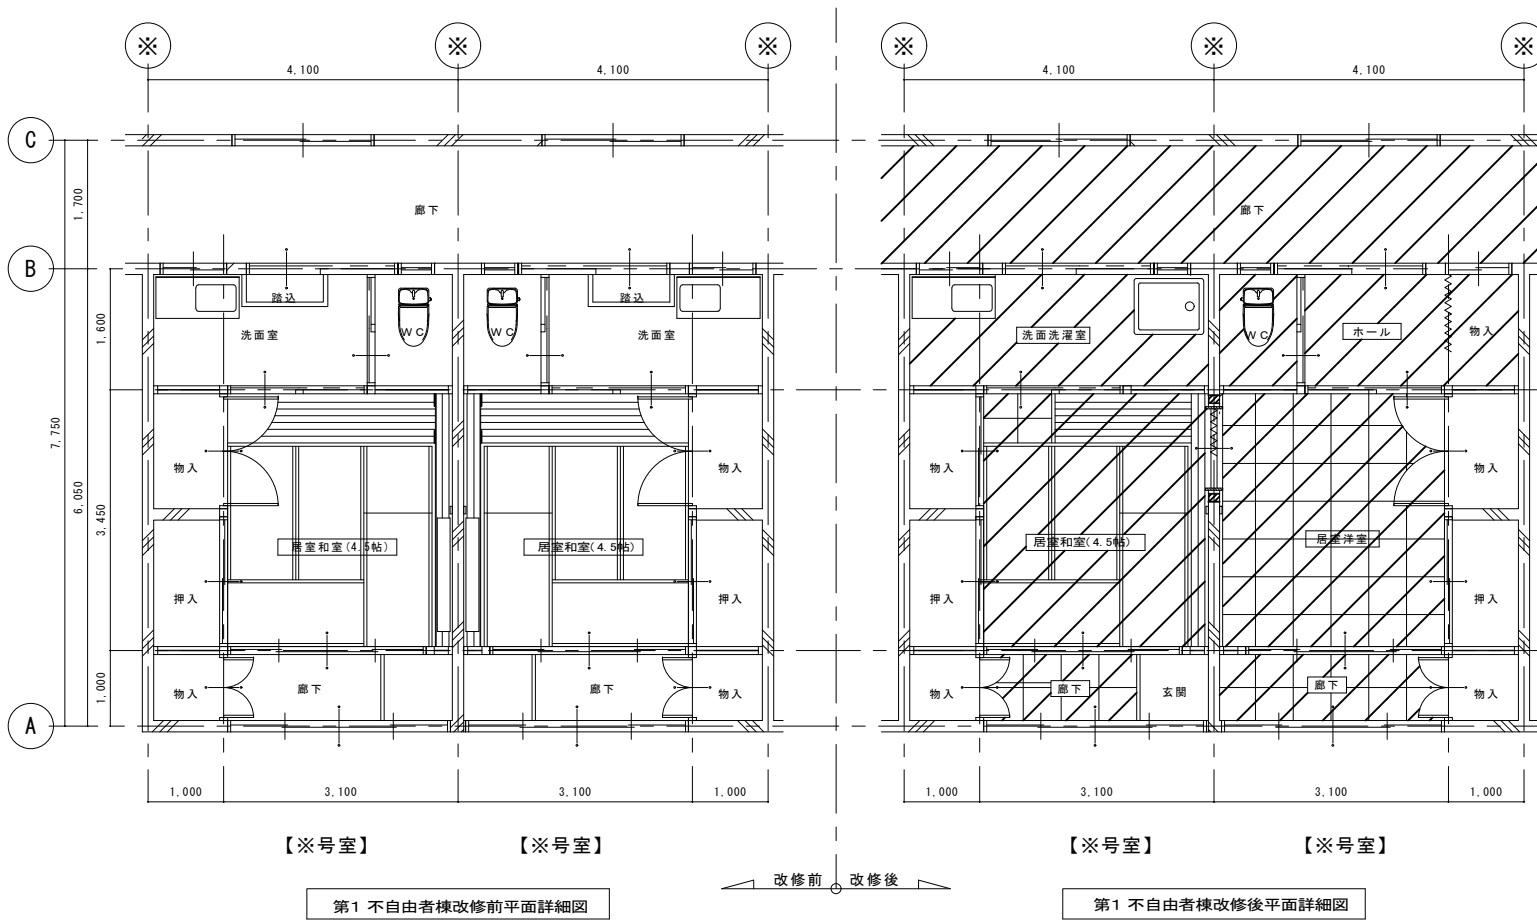 ※ ※ ※ ※ ※ ※
4,100 4,100 4,100 4,100
C
1,700
廊下 廊下
B
踏込 踏込
1,600
洗面室 WC WC 洗面室 洗面洗濯室 WC ホール 物入
7,750
6,050
3,450
物入 物入 物入 物入
居室和室(4.5帖) 居室和室(4.5帖) 居室和室(4.5帖) 居室洋室
押入 押入 押入 押入
1,000
物入 廊下 廊下 物入 物入 廊下 玄関 廊下 物入
A
1,000 3,100 3,100 1,000 1,000 3,100 3,100 1,000
【※号室】 【※号室】 【※号室】 【※号室】
改修前 改修後
第1 不自由者棟改修前平面詳細図 第1 不自由者棟改修後平面詳細図